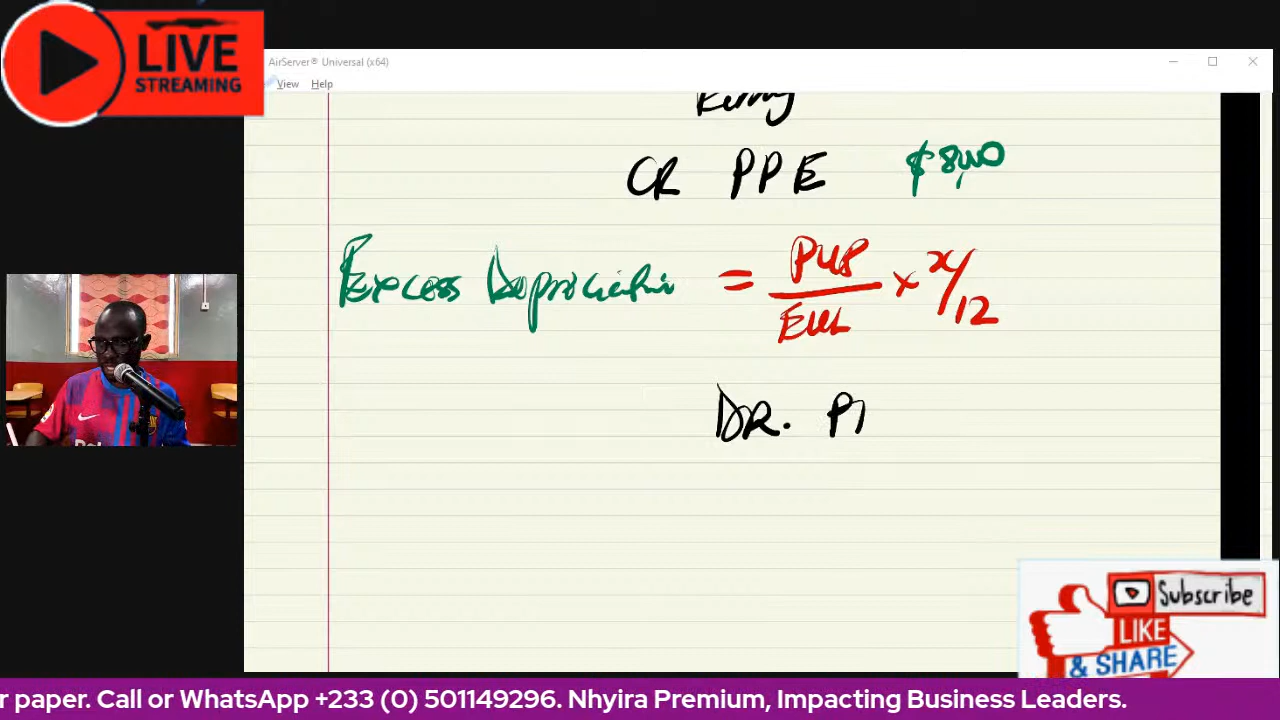 LIVE
STREAMING
AirServer® Universal (x64)
View Help
CR PPE
Excess Depreciation = PUP / EUL × x/12
DR. P
Subscribe
LIKE
& SHARE
r paper. Call or WhatsApp +233 (0) 501149296. Nhyira Premium, Impacting Business Leaders.